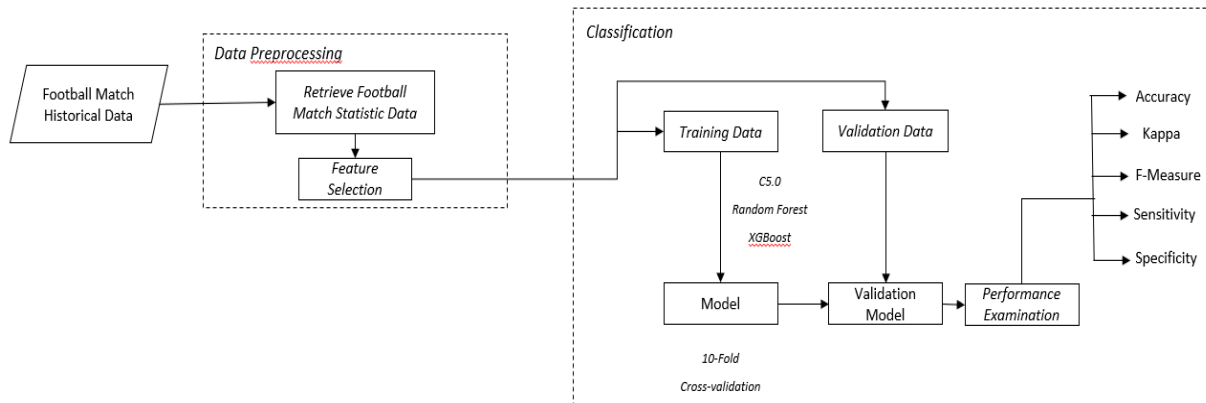 Classification
Data Preprocessing
Football Match
Historical Data
Retrieve Football
Match Statistic Data
Feature
Selection
Training Data
Validation Data
C5.0
Random Forest
XGBoost
Model
Validation
Model
Performance
Examination
10-Fold
Cross-validation
Accuracy
Kappa
F-Measure
Sensitivity
Specificity